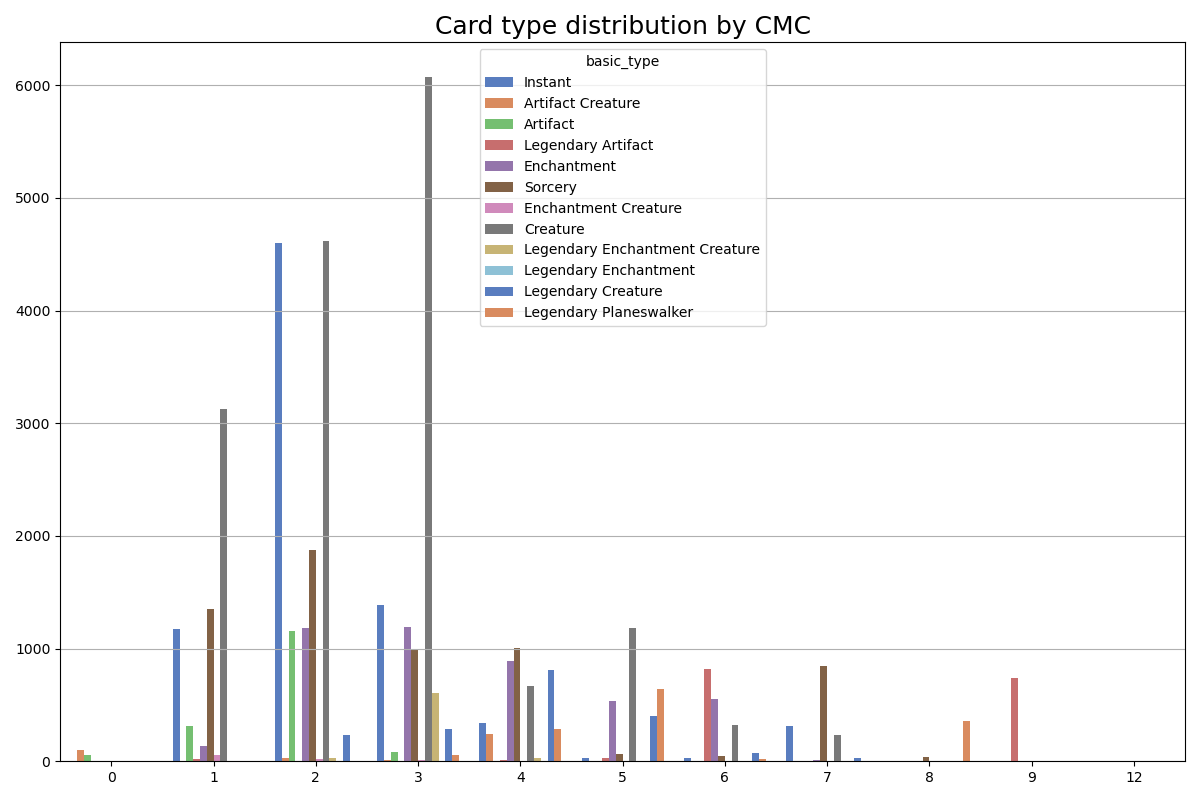 Card type distribution by CMC
basic_type
Instant
Artifact Creature
Artifact
Legendary Artifact
Enchantment
Sorcery
Enchantment Creature
Creature
Legendary Enchantment Creature
Legendary Enchantment
Legendary Creature
Legendary Planeswalker
6000
5000
4000
3000
2000
1000
0
0 1 2 3 4 5 6 7 8 9 12